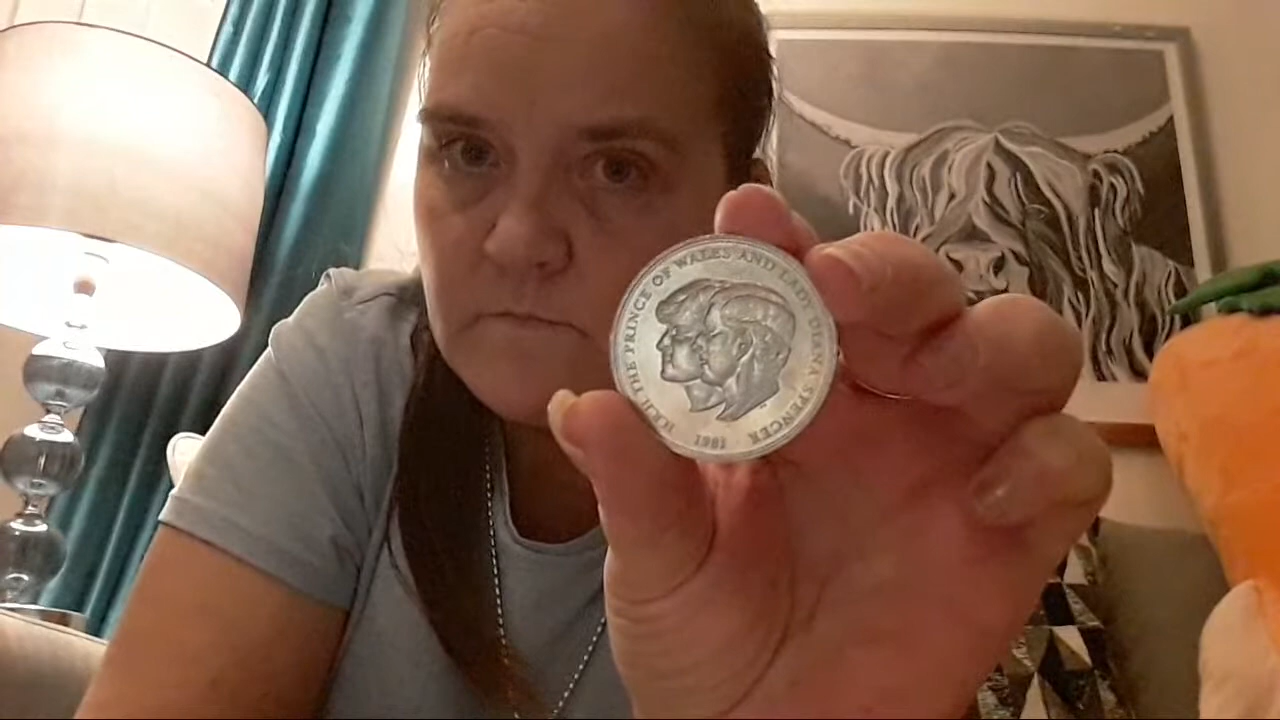 H.R.H THE PRINCE OF WALES AND LADY DIANA SPENCER
1981